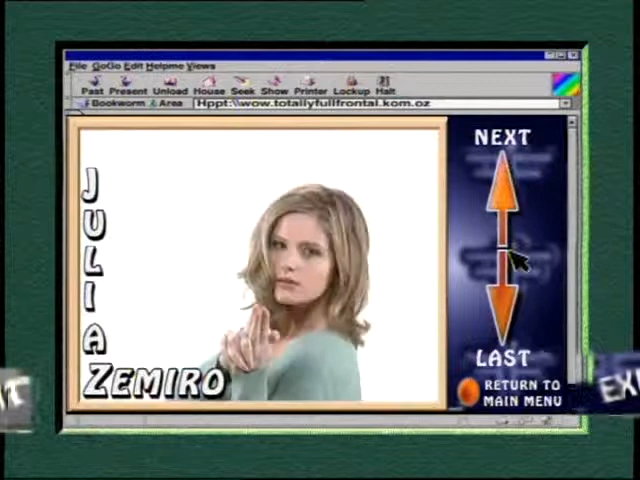 File GoGo Edit Helpme Views
Past Present Unload House Seek Show Printer Lockup Halt
Bookworm Area Hppt:\\wow.totallyfullfrontal.kom.oz
NEXT
JULIA
ZEMIRO
LAST
RETURN TO
MAIN MENU